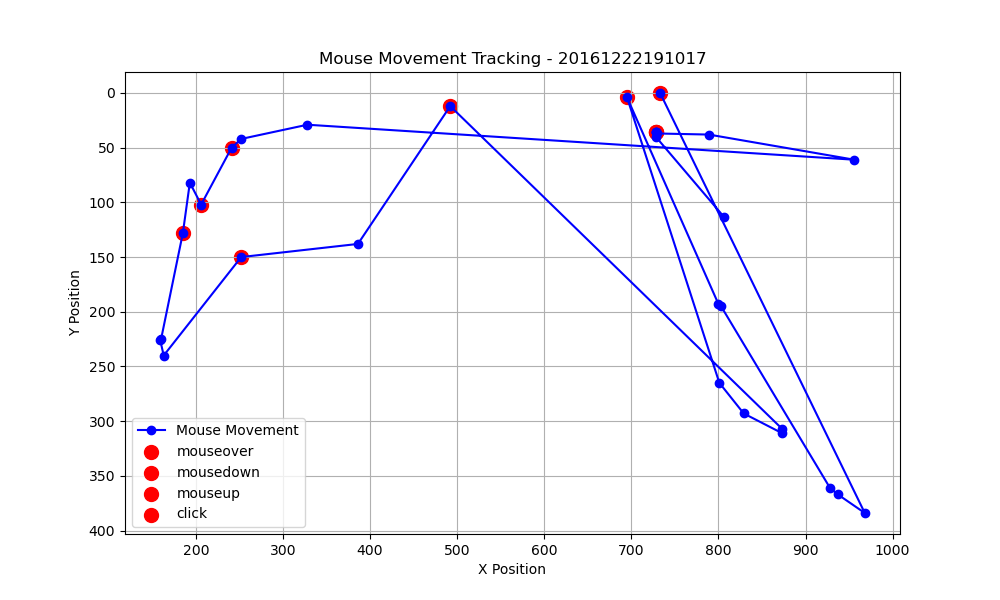 Mouse Movement Tracking - 20161222191017
0
50
100
150
200
250
300
350
400
Y Position
Mouse Movement
mouseover
mousedown
mouseup
click
200 300 400 500 600 700 800 900 1000
X Position